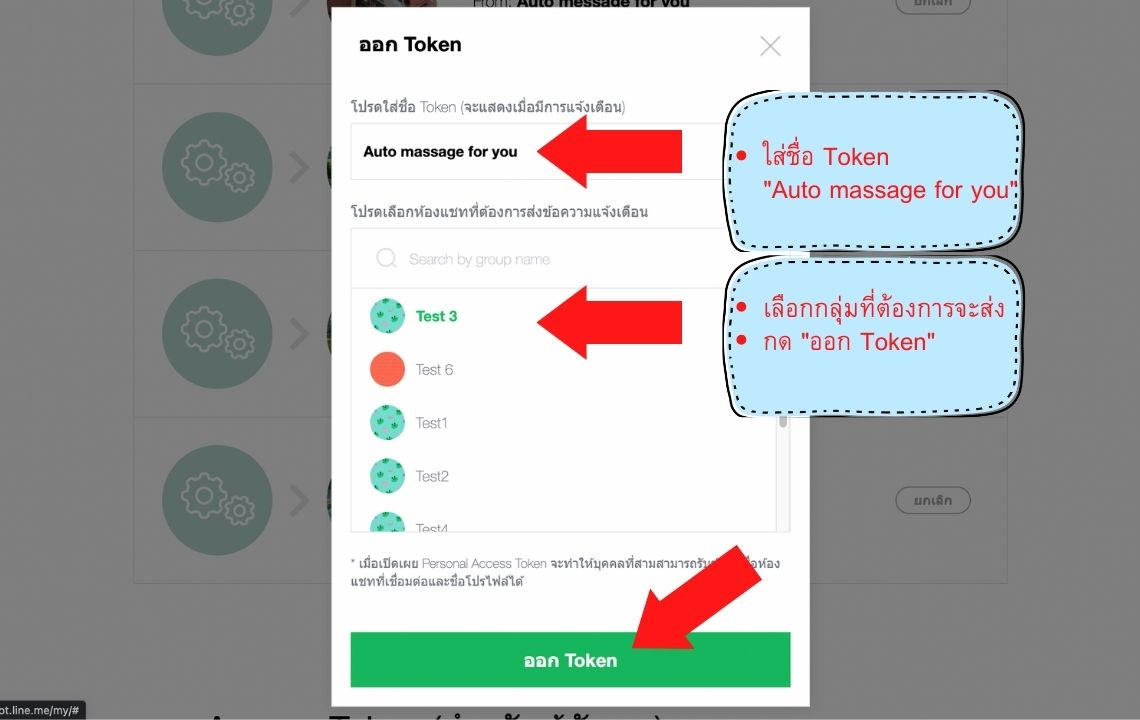 From: Auto message for you
ยกเลิก
ออก Token
โปรดใส่ชื่อ Token (จะแสดงเมื่อมีการแจ้งเตือน)
Auto massage for you
ใส่ชื่อ Token
"Auto massage for you"
โปรดเลือกห้องแชทที่ต้องการส่งข้อความแจ้งเตือน
Search by group name
Test 3
เลือกกลุ่มที่ต้องการจะส่ง
กด "ออก Token"
Test 6
Test1
Test2
Test4
ยกเลิก
* เมื่อเปิดเผย Personal Access Token จะทำให้บุคคลที่สามสามารถรับ
แชทที่เชื่อมต่อและชื่อโปรไฟล์ได้
ออก Token
ot.line.me/my/#